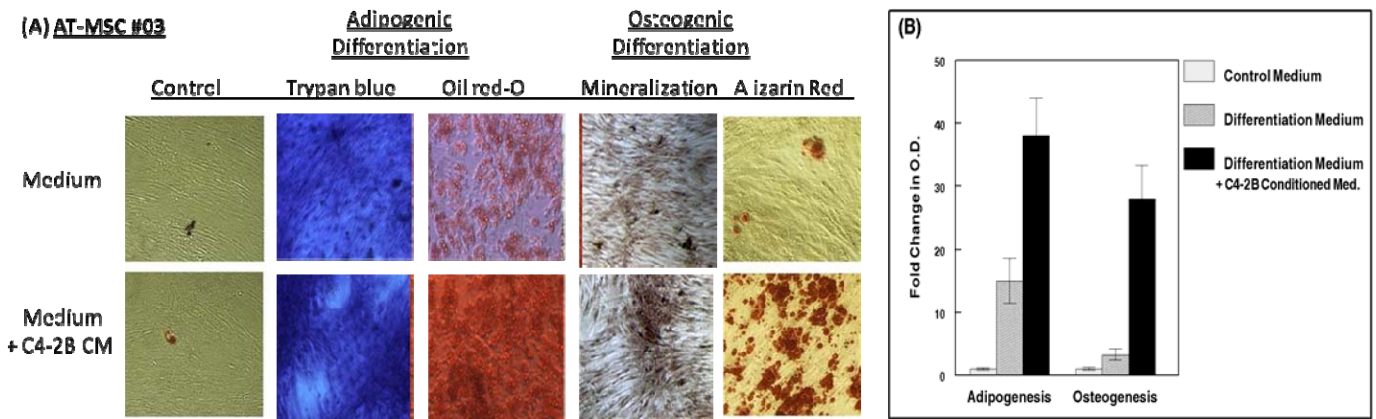 (A) AT-MSC #03
Adipogenic
Differentiation
Osteogenic
Differentiation
Control
Trypan blue
Oil red-O
Mineralization
A izarin Red
Medium
Medium
+ C4-2B CM
(B)
50
40
30
20
10
0
Fold Change in O.D.
Adipogenesis
Osteogenesis
Control Medium
Differentiation Medium
Differentiation Medium
+ C4-2B Conditioned Med.